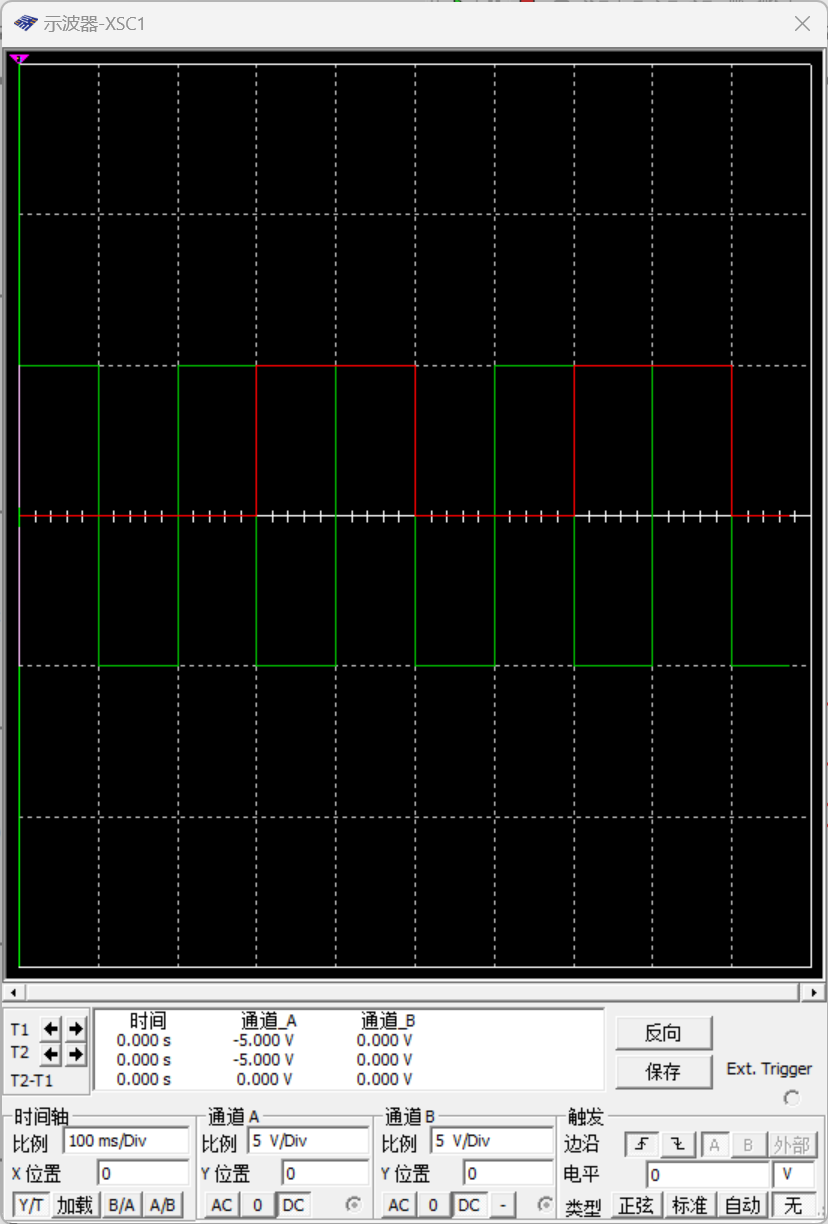 示波器-XSC1
时间 通道_A 通道_B
T1 0.000 s -5.000 V 0.000 V
T2 0.000 s -5.000 V 0.000 V
T2-T1 0.000 s 0.000 V 0.000 V
反向
保存
Ext. Trigger
时间轴
比例 100 ms/Div
X 位置 0
Y/T 加载 B/A A/B
通道 A
比例 5 V/Div
Y 位置 0
AC 0 DC
通道 B
比例 5 V/Div
Y 位置 0
AC 0 DC -
触发
边沿 A B 外部
电平 0 V
类型 正弦 标准 自动 无